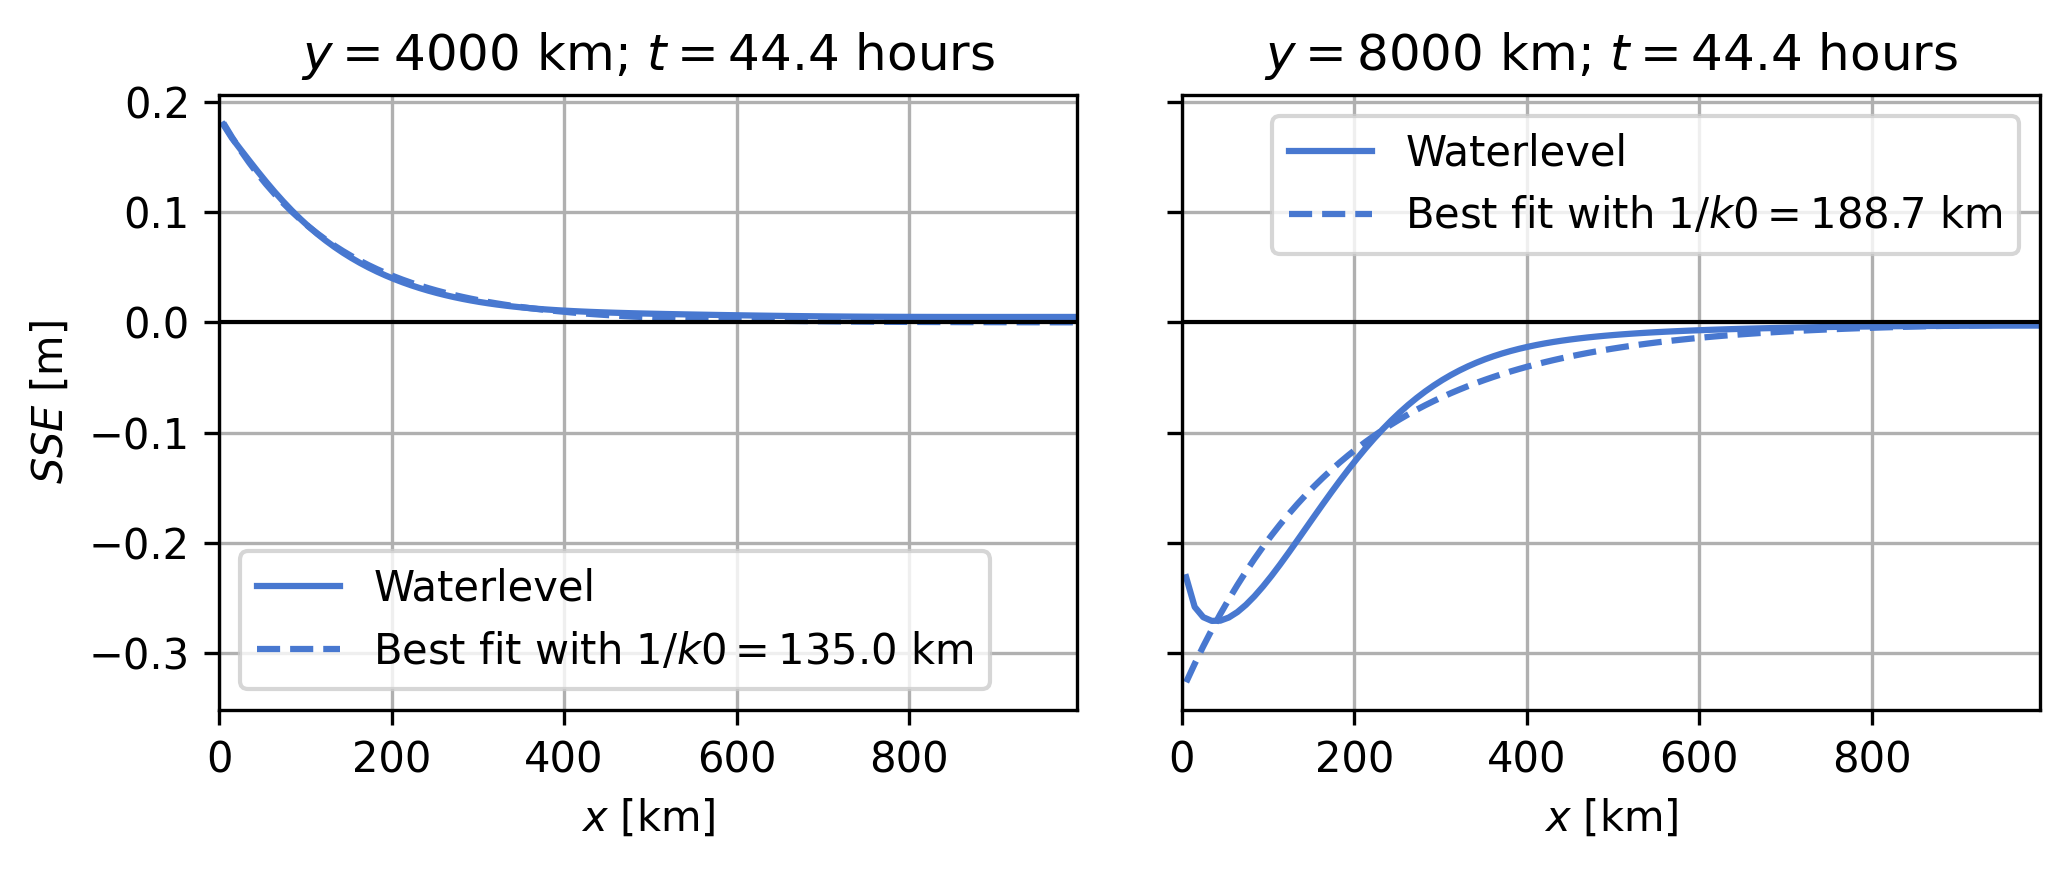 y = 4000 km; t = 44.4 hours
0.2
0.1
0.0
−0.1
−0.2
−0.3
SSE [m]
Waterlevel
Best fit with 1/k0 = 135.0 km
0 200 400 600 800
x [km]
y = 8000 km; t = 44.4 hours
Waterlevel
Best fit with 1/k0 = 188.7 km
0 200 400 600 800
x [km]